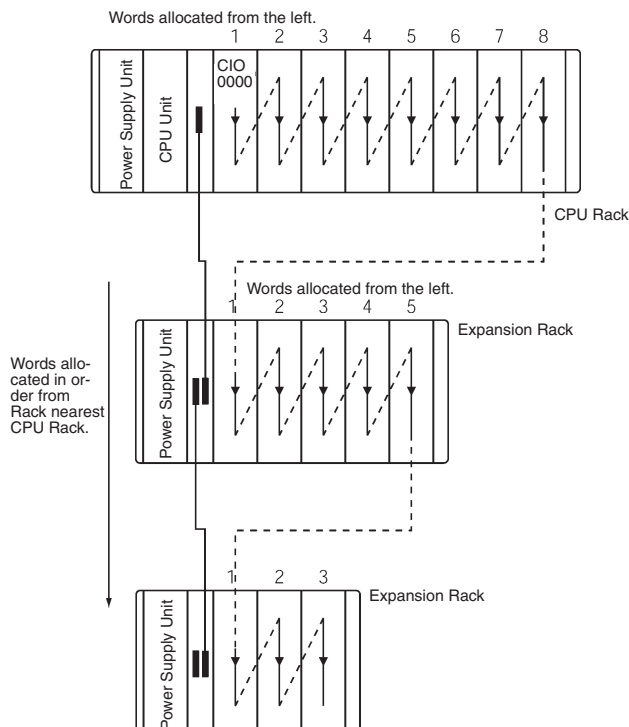 Words allocated from the left.
1 2 3 4 5 6 7 8
Power Supply Unit
CPU Unit
CIO
0000
CPU Rack
Words allocated from the left.
1 2 3 4 5
Power Supply Unit
Expansion Rack
Words allo-
cated in or-
der from
Rack nearest
CPU Rack.
1 2 3
Power Supply Unit
Expansion Rack